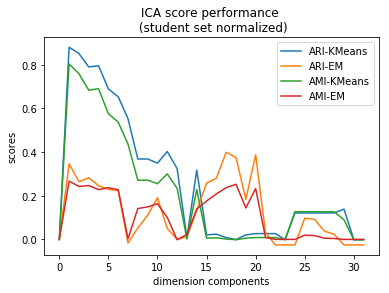 ICA score performance
(student set normalized)
ARI-KMeans
ARI-EM
AMI-KMeans
AMI-EM
scores
0.8
0.6
0.4
0.2
0.0
0 5 10 15 20 25 30
dimension components